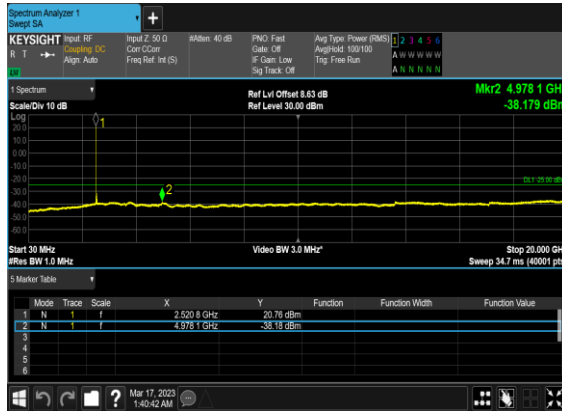 Spectrum Analyzer 1
Swept SA
KEYSIGHT Input: RF Input Z: 50 Ω #Atten: 40 dB PNO: Fast Avg Type: Power (RMS) 1 2 3 4 5 6
R T Coupling: DC Corr CCorr Gate: Off Avg|Hold: 100/100 A W W W W W
Align: Auto Freq Ref: Int (S) IF Gain: Low Trig: Free Run
Sig Track: Off A N N N N N
1 Spectrum Ref Lvl Offset 8.63 dB Mkr2 4.978 1 GH
Scale/Div 10 dB Ref Level 30.00 dBm -38.179 dBr
Log
20.0 1
10.0
0.00
-10.0
-20.0 DL1 -25.00 dB
-30.0 2
-40.0
-50.0
-60.0
Start 30 MHz Video BW 3.0 MHz* Stop 20.000 GH
#Res BW 1.0 MHz Sweep 34.7 ms (40001 pts
5 Marker Table
Mode Trace Scale X Y Function Function Width Function Value
1 N 1 f 2.520 8 GHz 20.76 dBm
2 N 1 f 4.978 1 GHz -38.18 dBm
3
4
5
6
? Mar 17, 2023
1:40:42 AM